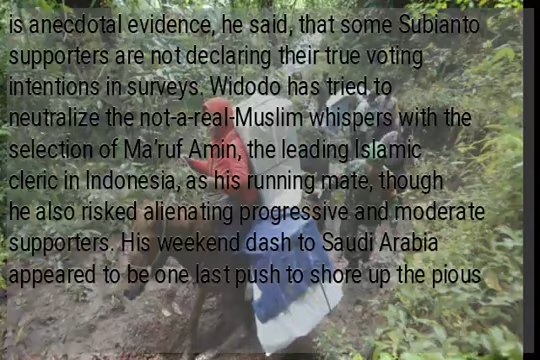 is anecdotal evidence, he said, that some Subianto
supporters are not declaring their true voting
intentions in surveys. Widodo has tried to
neutralize the not-a-real-Muslim whispers with the
selection of Ma'ruf Amin, the leading Islamic
cleric in Indonesia, as his running mate, though
he also risked alienating progressive and moderate
supporters. His weekend dash to Saudi Arabia
appeared to be one last push to shore up the pious